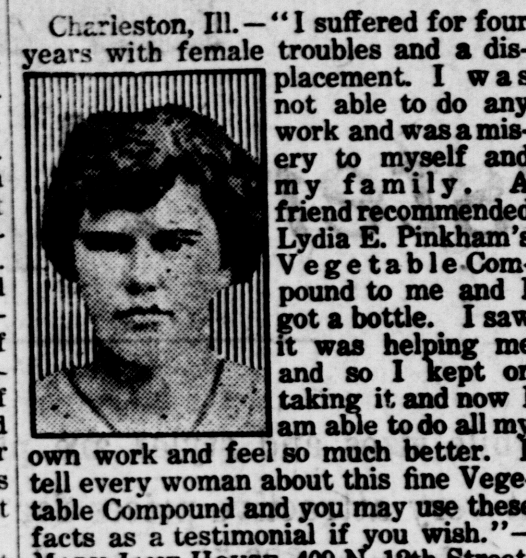 Charleston, Ill.—"I suffered for four
years with female troubles and a dis-
placement. I was
not able to do any
work and was a mis-
ery to myself and
my family. A
friend recommended
Lydia E. Pinkham's
Vegetable Com-
pound to me and I
got a bottle. I saw
it was helping me
and so I kept on
taking it and now I
am able to do all my
own work and feel so much better. I
tell every woman about this fine Vege-
table Compound and you may use these
facts as a testimonial if you wish."—